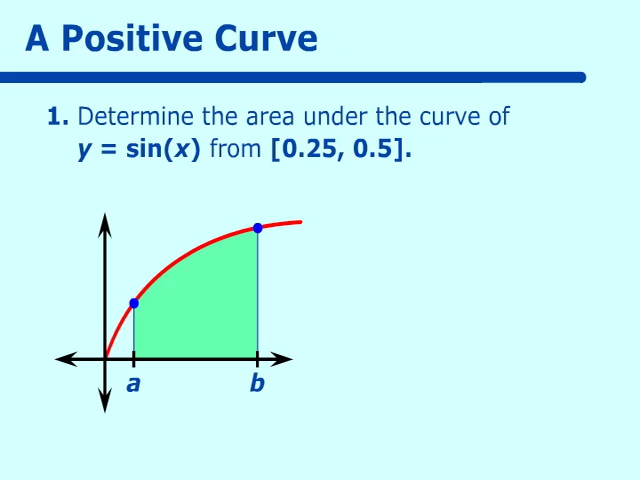 A Positive Curve
1. Determine the area under the curve of
y = sin(x) from [0.25, 0.5].
a
b